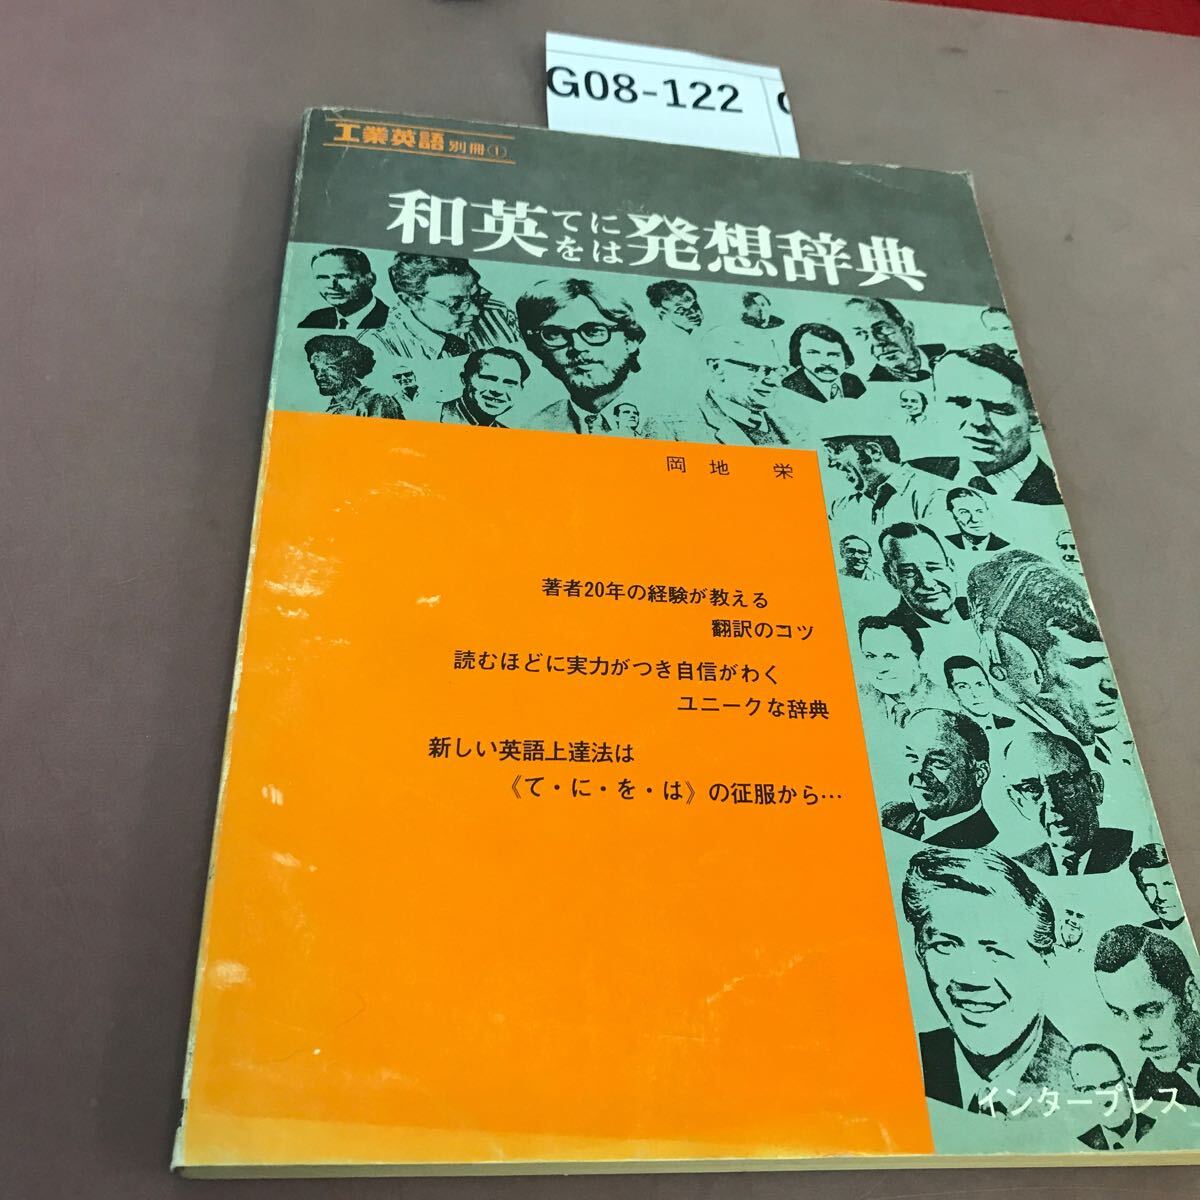 G08-122
工業英語 別冊①
和英てにをは発想辞典
岡地 栄
著者20年の経験が教える
翻訳のコツ
読むほどに実力がつき自信がわく
ユニークな辞典
新しい英語上達法は
《て・に・を・は》の征服から…
インタープレス